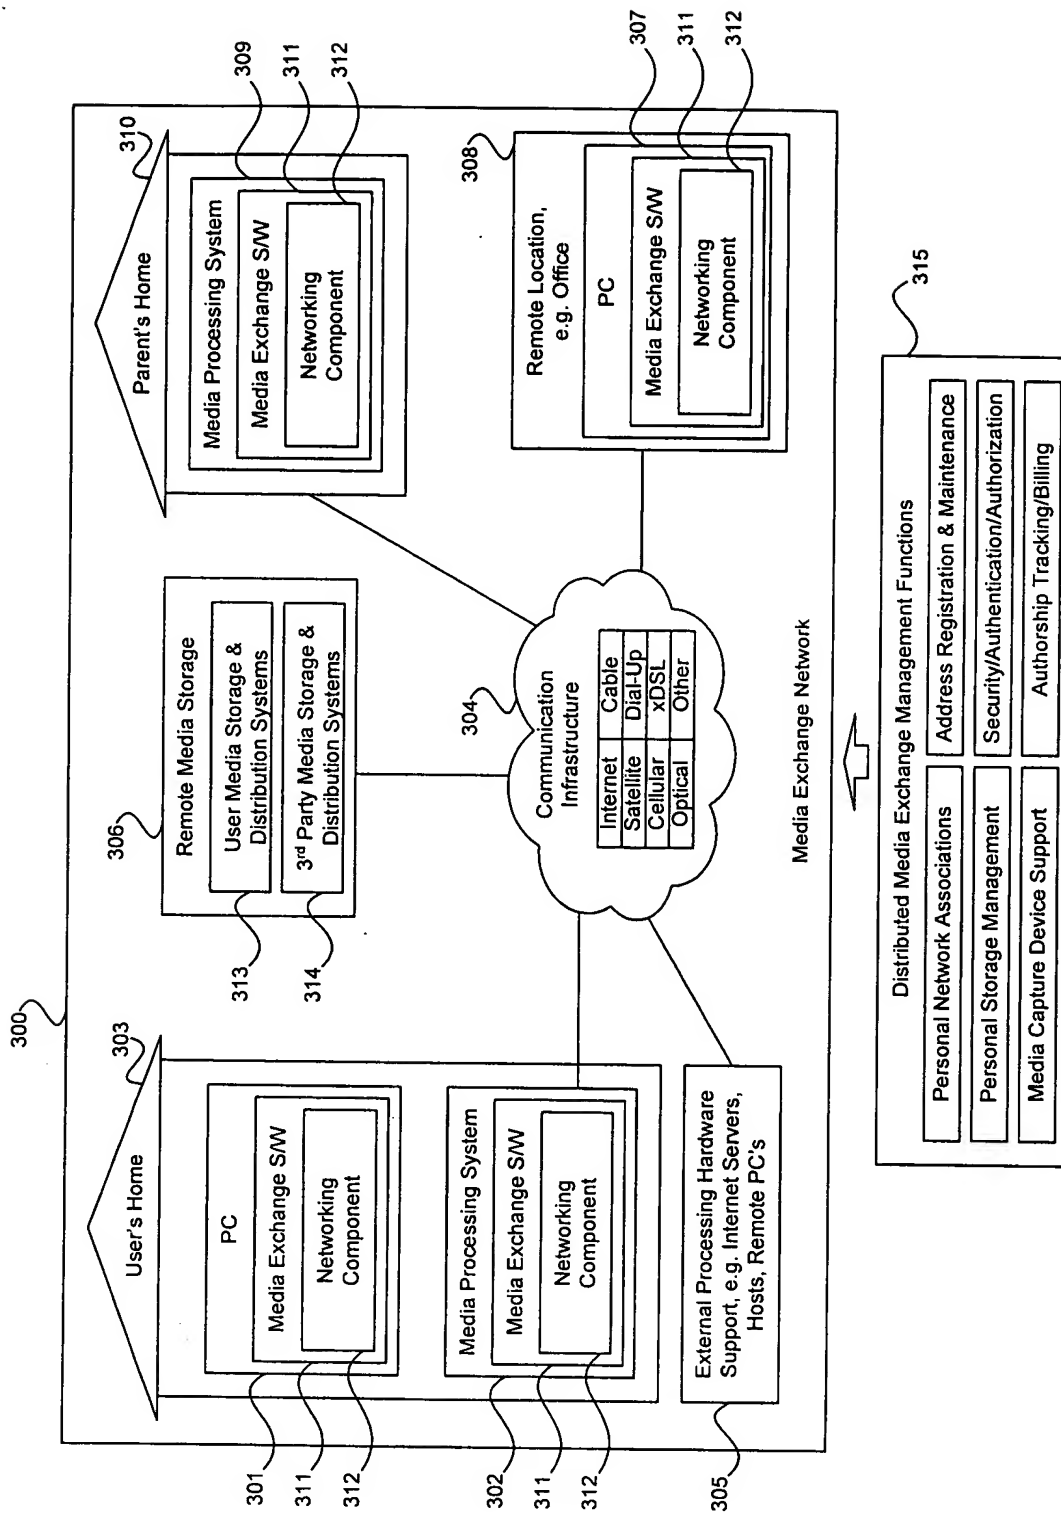 300
303
User's Home
PC
Media Exchange S/W
Networking
Component
301
311
312
Media Processing System
Media Exchange S/W
Networking
Component
302
311
312
External Processing Hardware
Support, e.g. Internet Servers,
Hosts, Remote PC's
305
306
Remote Media Storage
User Media Storage &
Distribution Systems
3rd Party Media Storage &
Distribution Systems
313
314
304
Communication
Infrastructure
Internet Cable
Satellite Dial-Up
Cellular xDSL
Optical Other
310
Parent's Home
Media Processing System
Media Exchange S/W
Networking
Component
309
311
312
308
Remote Location,
e.g. Office
PC
Media Exchange S/W
Networking
Component
307
311
312
Media Exchange Network
315
Distributed Media Exchange Management Functions
Personal Network Associations
Address Registration & Maintenance
Personal Storage Management
Security/Authentication/Authorization
Media Capture Device Support
Authorship Tracking/Billing